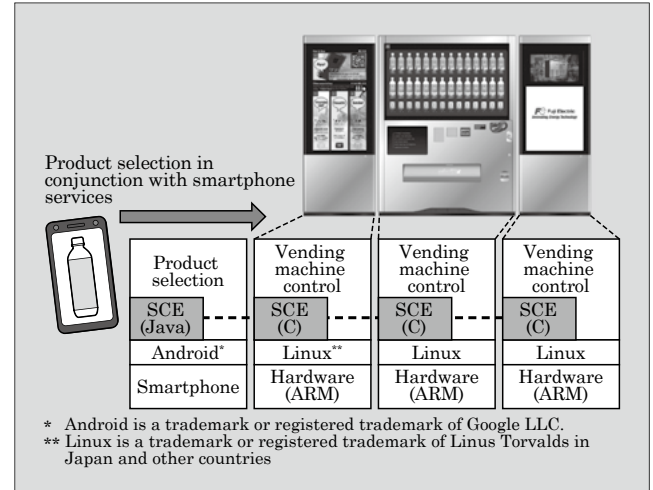 Fuji Electric
Product selection in
conjunction with smartphone
services
Product
selection
SCE
(Java)
Android*
Smartphone
Vending
machine
control
SCE
(C)
Linux**
Hardware
(ARM)
Vending
machine
control
SCE
(C)
Linux
Hardware
(ARM)
Vending
machine
control
SCE
(C)
Linux
Hardware
(ARM)
* Android is a trademark or registered trademark of Google LLC.
** Linux is a trademark or registered trademark of Linus Torvalds in
Japan and other countries